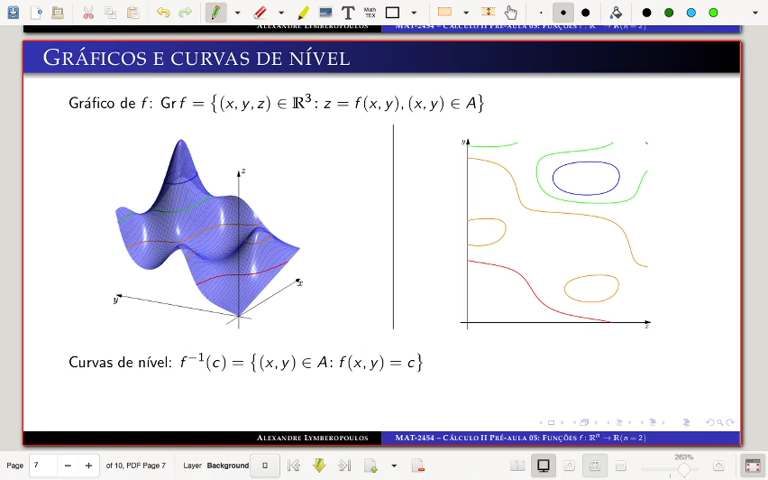 T Math TEX
ALEXANDRE LYMBEROPOULOS MAT-2454 – CÁLCULO II PRÉ-AULA 05: FUNÇÕES f : ℝⁿ → ℝ(n = 2)
GRÁFICOS E CURVAS DE NÍVEL
Gráfico de f : Gr f = {(x, y, z) ∈ ℝ³ : z = f(x, y), (x, y) ∈ A}
z
x
y
y
x
Curvas de nível: f⁻¹(c) = {(x, y) ∈ A : f(x, y) = c}
ALEXANDRE LYMBEROPOULOS MAT-2454 – CÁLCULO II PRÉ-AULA 05: FUNÇÕES f : ℝⁿ → ℝ(n = 2)
Page 7 − + of 10, PDF Page 7 Layer Background 263%